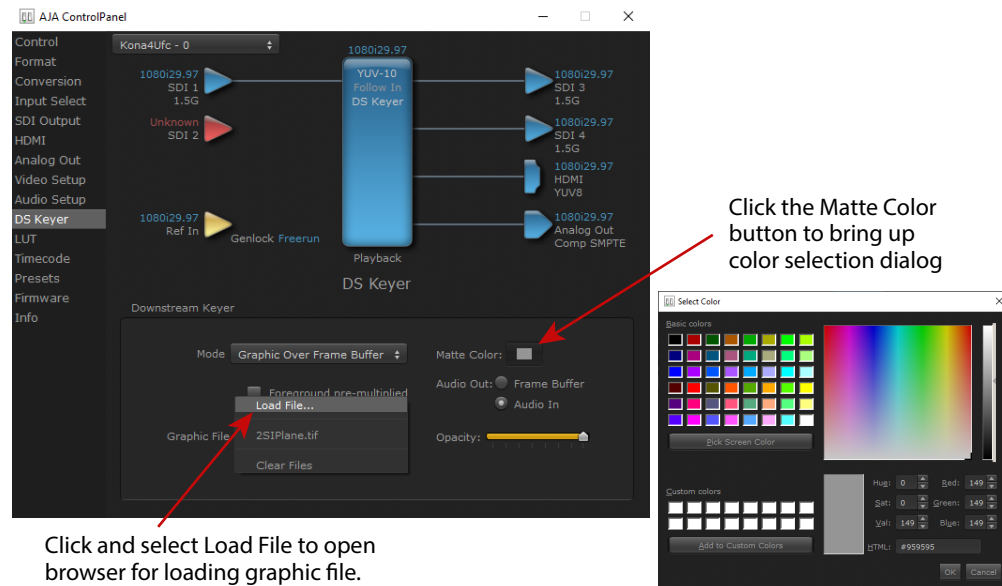 AJA ControlPanel
Control
Format
Conversion
Input Select
SDI Output
HDMI
Analog Out
Video Setup
Audio Setup
DS Keyer
LUT
Timecode
Presets
Firmware
Info
Kona4Ufc - 0
1080i29.97
SDI 1
1.5G
Unknown
SDI 2
1080i29.97
Ref In
Genlock Freerun
1080i29.97
YUV-10
Follow In
DS Keyer
Playback
1080i29.97
SDI 3
1.5G
1080i29.97
SDI 4
1.5G
1080i29.97
HDMI
YUV8
1080i29.97
Analog Out
Comp SMPTE
DS Keyer
Downstream Keyer
Mode Graphic Over Frame Buffer
Foreground pre-multiplied
Load File...
Graphic File
2SIPlane.tif
Clear Files
Matte Color:
Audio Out: Frame Buffer
Audio In
Opacity:
Click the Matte Color
button to bring up
color selection dialog
Select Color
Basic colors
Pick Screen Color
Custom colors
Add to Custom Colors
Hue: 0 Red: 149
Sat: 0 Green: 149
Val: 149 Blue: 149
HTML: #959595
OK Cancel
Click and select Load File to open
browser for loading graphic file.